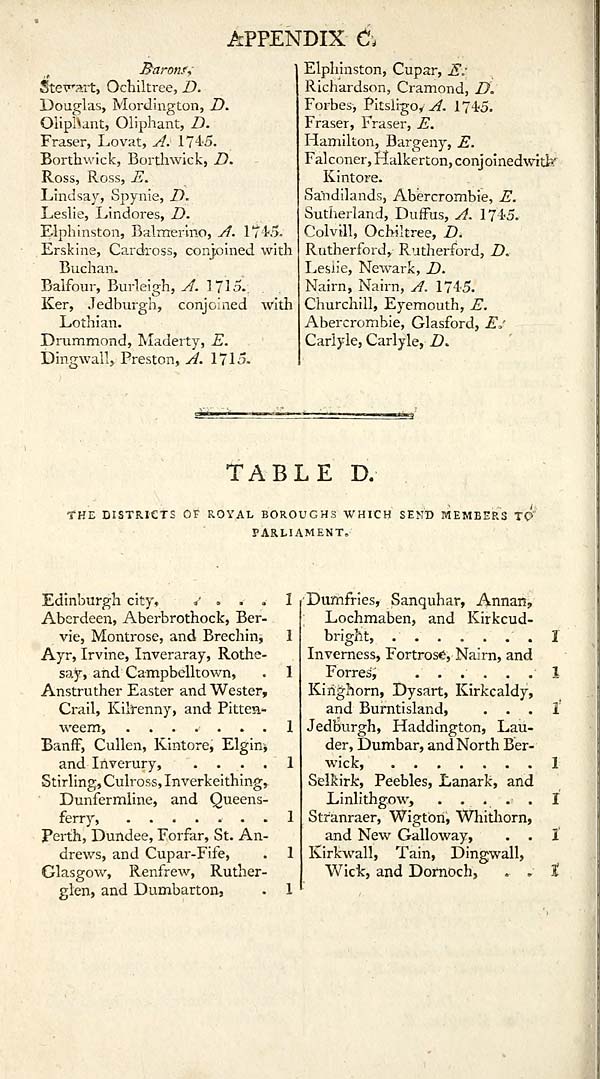 APPENDIX C.
Barons,
Stewart, Ochiltree, D.
Douglas, Mordington, D.
Oliphant, Oliphant, D.
Fraser, Lovat, A. 1745.
Borthwick, Borthwick, D.
Ross, Ross, E.
Lindsay, Spynie, D.
Leslie, Lindores, D.
Elphinston, Balmerino, A. 1745.
Erskine, Cardross, conjoined with
Buchan.
Balfour, Burleigh, A. 1715.
Ker, Jedburgh, conjoined with
Lothian.
Drummond, Maderty, E.
Dingwall, Preston, A. 1715.
Elphinston, Cupar, E.
Richardson, Cramond, D.
Forbes, Pitsligo, A. 1745.
Fraser, Fraser, E.
Hamilton, Bargeny, E.
Falconer, Halkerton, conjoined with
Kintore.
Sandilands, Abercrombie, E.
Sutherland, Duffus, A. 1745.
Colvill, Ochiltree, D.
Rutherford, Rutherford, D.
Leslie, Newark, D.
Nairn, Nairn, A. 1745.
Churchill, Eyemouth, E.
Abercrombie, Glasford, E.
Carlyle, Carlyle, D.
TABLE D.
THE DISTRICTS OF ROYAL BOROUGHS WHICH SEND MEMBERS TO
PARLIAMENT.
Edinburgh city, . . . . 1
Aberdeen, Aberbrothock, Ber-
vie, Montrose, and Brechin, 1
Ayr, Irvine, Inveraray, Rothe-
say, and Campbelltown, . 1
Anstruther Easter and Wester,
Crail, Kilrenny, and Pitten-
weem, . . . . . . . 1
Banff, Cullen, Kintore, Elgin,
and Inverury, . . . . 1
Stirling, Culross, Inverkeithing,
Dunfermline, and Queens-
ferry, . . . . . . . 1
Perth, Dundee, Forfar, St. An-
drews, and Cupar-Fife, . 1
Glasgow, Renfrew, Ruther-
glen, and Dumbarton, . 1
Dumfries, Sanquhar, Annan,
Lochmaben, and Kirkcud-
bright, . . . . . . . 1
Inverness, Fortrose, Nairn, and
Forres, . . . . . . 1
Kinghorn, Dysart, Kirkcaldy,
and Burntisland, . . . 1
Jedburgh, Haddington, Lau-
der, Dumbar, and North Ber-
wick, . . . . . . . 1
Selkirk, Peebles, Lanark, and
Linlithgow, . . . . . 1
Stranraer, Wigton, Whithorn,
and New Galloway, . . 1
Kirkwall, Tain, Dingwall,
Wick, and Dornoch, . . 1